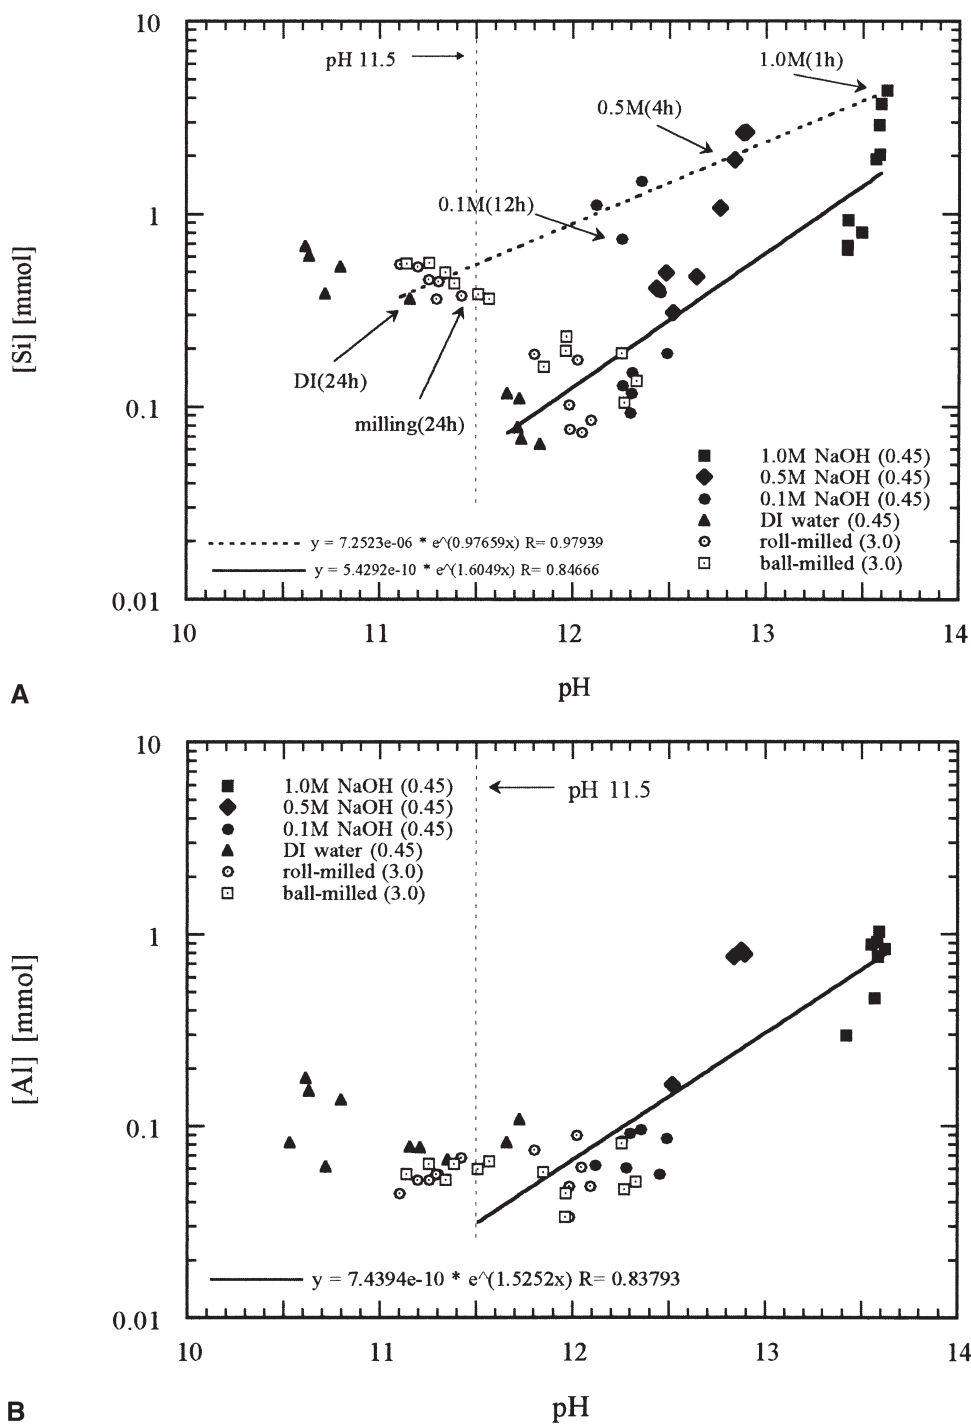 10
pH 11.5
1.0M(1h)
0.5M(4h)
0.1M(12h)
1
[Si] [mmol]
DI(24h)
milling(24h)
0.1
1.0M NaOH (0.45)
0.5M NaOH (0.45)
0.1M NaOH (0.45)
DI water (0.45)
roll-milled (3.0)
ball-milled (3.0)
y = 7.2523e-06 * e^(0.97659x) R= 0.97939
y = 5.4292e-10 * e^(1.6049x) R= 0.84666
0.01
10 11 12 13 14
pH
A
10
1.0M NaOH (0.45)
0.5M NaOH (0.45)
0.1M NaOH (0.45)
DI water (0.45)
roll-milled (3.0)
ball-milled (3.0)
pH 11.5
1
[Al] [mmol]
0.1
y = 7.4394e-10 * e^(1.5252x) R= 0.83793
0.01
10 11 12 13 14
pH
B